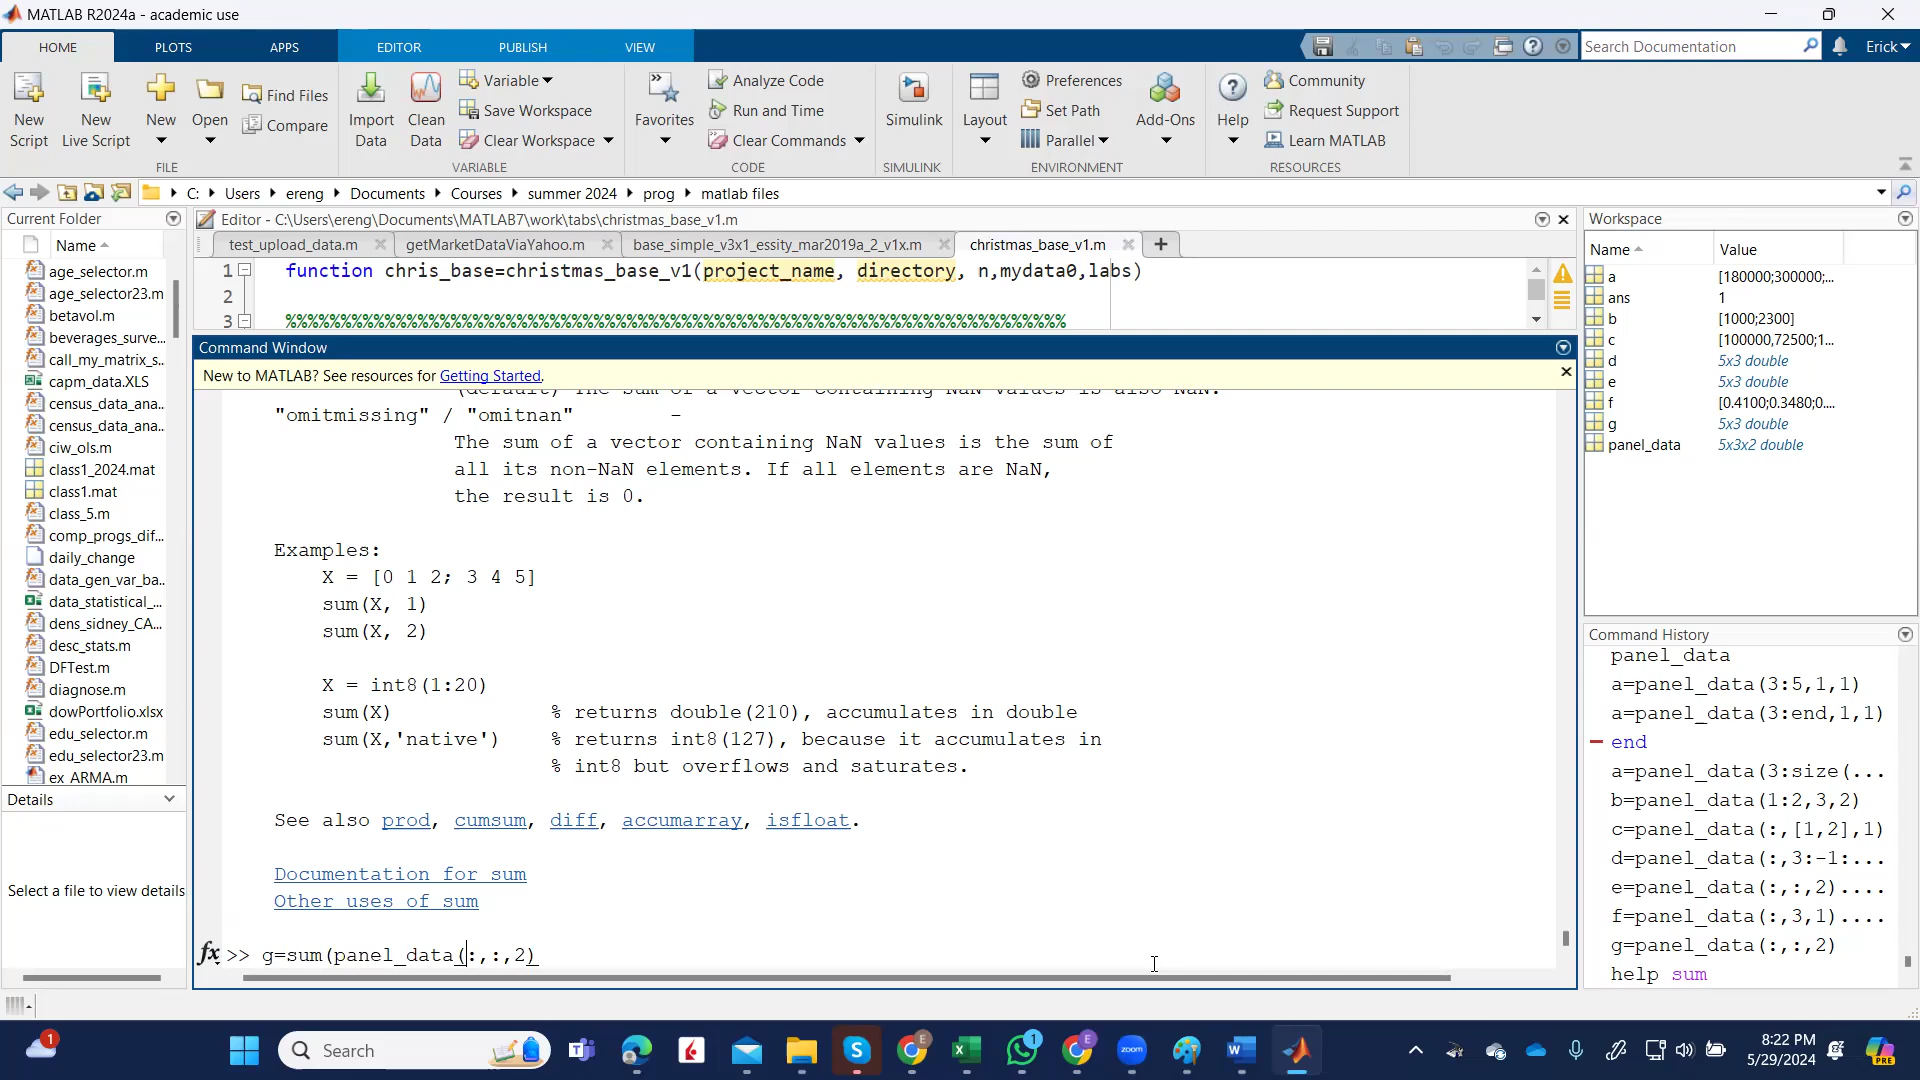 MATLAB R2024a - academic use
HOME PLOTS APPS EDITOR PUBLISH VIEW
Search Documentation
Erick
New Script
New Live Script
New
Open
Find Files
Compare
FILE
Import Data
Clean Data
Variable
Save Workspace
Clear Workspace
VARIABLE
Favorites
Analyze Code
Run and Time
Clear Commands
CODE
Simulink
SIMULINK
Layout
Preferences
Set Path
Parallel
Add-Ons
ENVIRONMENT
Help
Community
Request Support
Learn MATLAB
RESOURCES
C: Users ereng Documents Courses summer 2024 prog matlab files
Current Folder
Name
age_selector.m
age_selector23.m
betavol.m
beverages_surve...
call_my_matrix_s...
capm_data.XLS
census_data_ana...
census_data_ana...
ciw_ols.m
class1_2024.mat
class1.mat
class_5.m
comp_progs_dif...
daily_change
data_gen_var_ba...
data_statistical_...
dens_sidney_CA...
desc_stats.m
DFTest.m
diagnose.m
dowPortfolio.xlsx
edu_selector.m
edu_selector23.m
ex_ARMA.m
Details
Select a file to view details
Editor - C:\Users\ereng\Documents\MATLAB7\work\tabs\christmas_base_v1.m
test_upload_data.m getMarketDataViaYahoo.m base_simple_v3x1_essity_mar2019a_2_v1x.m christmas_base_v1.m
1 function chris_base=christmas_base_v1(project_name, directory, n,mydata0,labs)
2
3 %%%%%%%%%%%%%%%%%%%%%%%%%%%%%%%%%%%%%%%%%%%%%%%%%%%%%%%%%%%%%%%%%
Command Window
New to MATLAB? See resources for Getting Started.
(default) The sum of a vector containing NaN values is also NaN.
"omitmissing" / "omitnan" -
The sum of a vector containing NaN values is the sum of
all its non-NaN elements. If all elements are NaN,
the result is 0.
Examples:
X = [0 1 2; 3 4 5]
sum(X, 1)
sum(X, 2)
X = int8(1:20)
sum(X) % returns double(210), accumulates in double
sum(X,'native') % returns int8(127), because it accumulates in
% int8 but overflows and saturates.
See also prod, cumsum, diff, accumarray, isfloat.
Documentation for sum
Other uses of sum
fx >> g=sum(panel_data(:,:,2)
Workspace
Name Value
a [180000;300000;...
ans 1
b [1000;2300]
c [100000,72500;1...
d 5x3 double
e 5x3 double
f [0.4100;0.3480;0....
g 5x3 double
panel_data 5x3x2 double
Command History
panel_data
a=panel_data(3:5,1,1)
a=panel_data(3:end,1,1)
end
a=panel_data(3:size(...
b=panel_data(1:2,3,2)
c=panel_data(:,[1,2],1)
d=panel_data(:,3:-1:...
e=panel_data(:,:,2)....
f=panel_data(:,3,1)....
g=panel_data(:,:,2)
help sum
1
Search
zoom
1
8:22 PM
5/29/2024
PRE